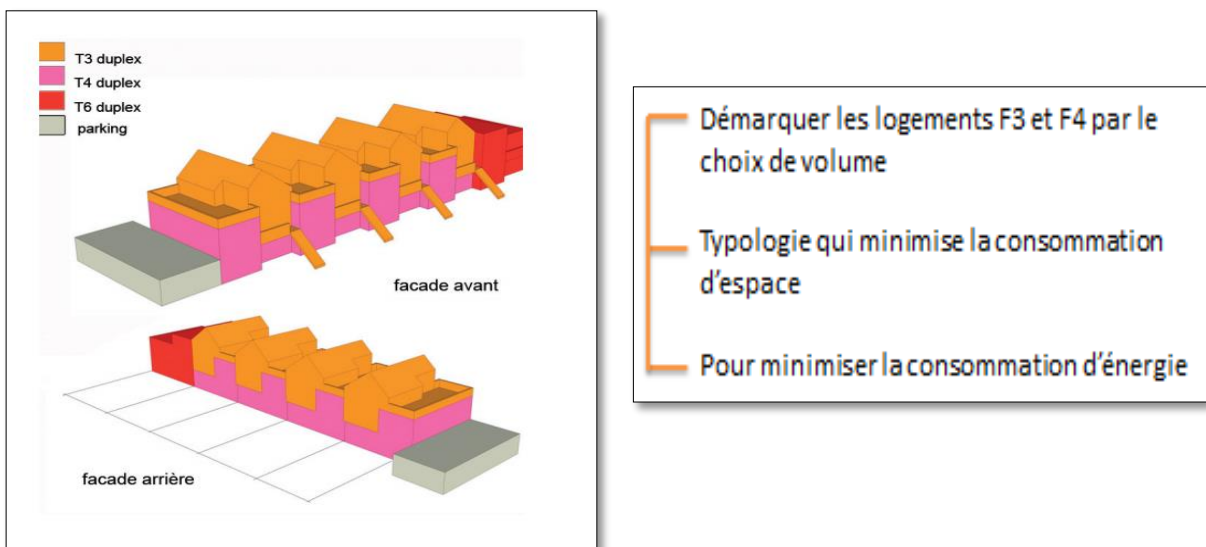 T3 duplex
T4 duplex
T6 duplex
parking
facade avant
facade arrière
Démarquer les logements F3 et F4 par le
choix de volume
Typologie qui minimise la consommation
d'espace
Pour minimiser la consommation d'énergie